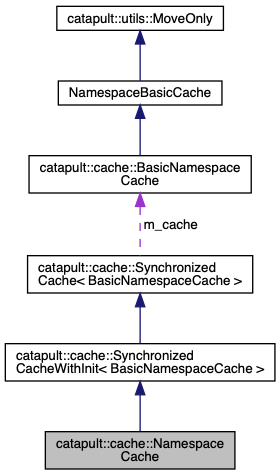 catapult::utils::MoveOnly
NamespaceBasicCache
catapult::cache::BasicNamespace
Cache
m_cache
catapult::cache::Synchronized
Cache< BasicNamespaceCache >
catapult::cache::Synchronized
CacheWithInit< BasicNamespaceCache >
catapult::cache::Namespace
Cache